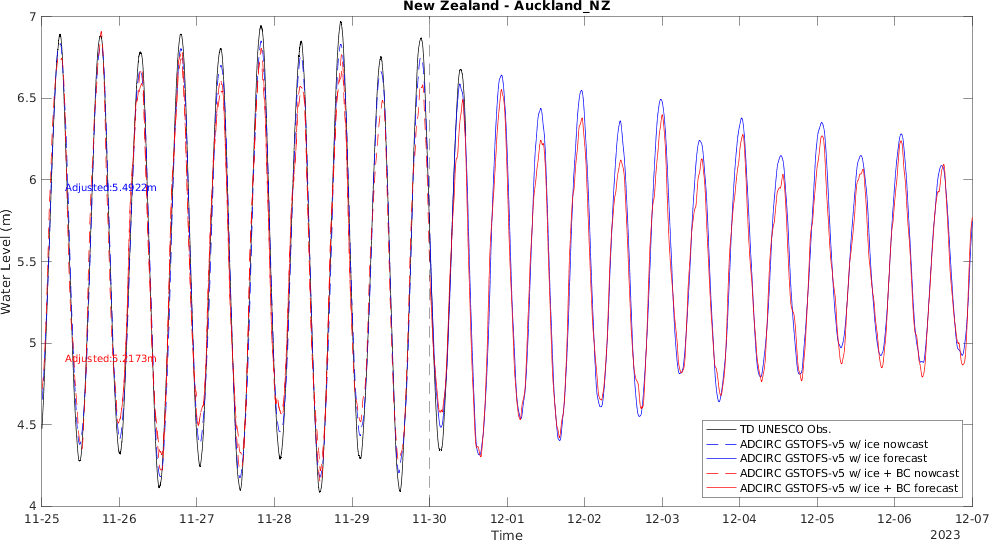 New Zealand - Auckland_NZ
7
6.5
6
5.5
5
4.5
4
Water Level (m)
Adjusted:5.4922m
Adjusted:5.2173m
TD UNESCO Obs.
ADCIRC GSTOFS-v5 w/ ice nowcast
ADCIRC GSTOFS-v5 w/ ice forecast
ADCIRC GSTOFS-v5 w/ ice + BC nowcast
ADCIRC GSTOFS-v5 w/ ice + BC forecast
11-25 11-26 11-27 11-28 11-29 11-30 12-01 12-02 12-03 12-04 12-05 12-06 12-07
Time
2023